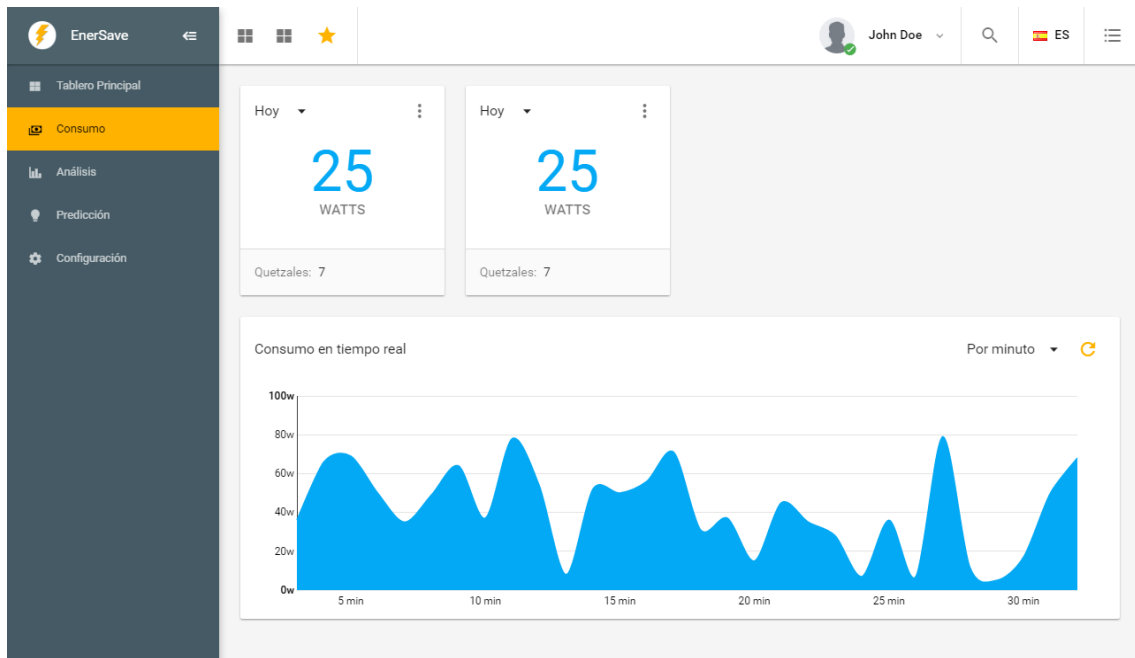 EnerSave
John Doe
ES
Tablero Principal
Consumo
Análisis
Predicción
Configuración
Hoy
25
WATTS
Quetzales: 7
Hoy
25
WATTS
Quetzales: 7
Consumo en tiempo real
Por minuto
100w
80w
60w
40w
20w
0w
5 min 10 min 15 min 20 min 25 min 30 min